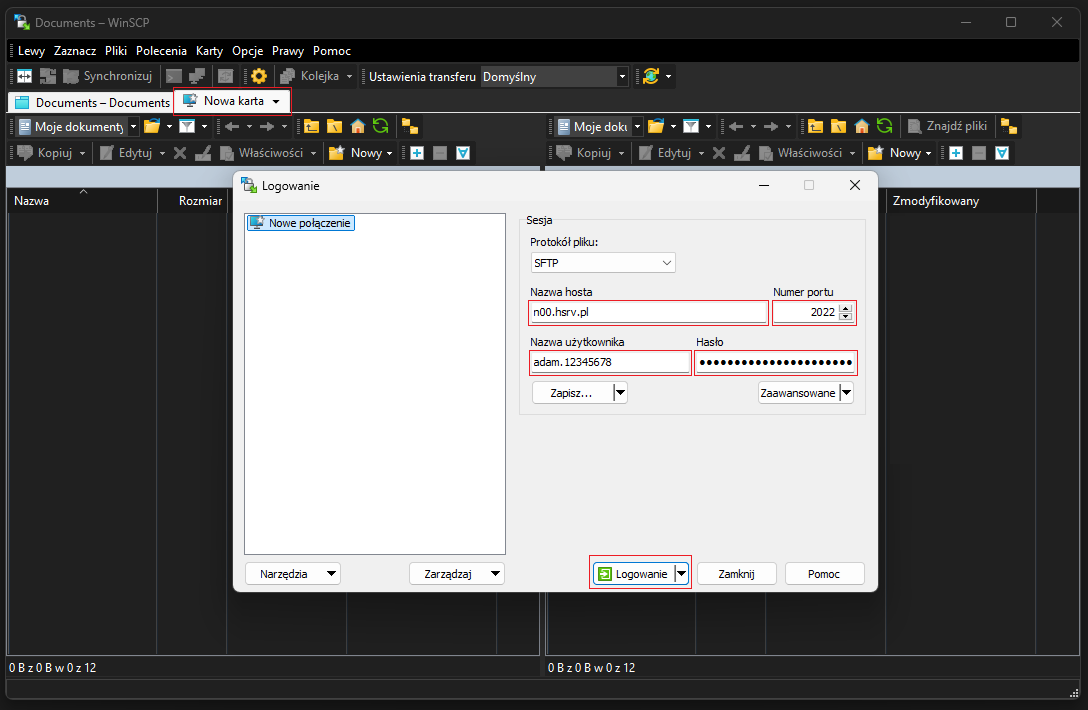 Documents – WinSCP
Lewy Zaznacz Pliki Polecenia Karty Opcje Prawy Pomoc
Synchronizuj Kolejka Ustawienia transferu Domyślny
Documents – Documents Nowa karta
Moje dokumenty Moje doku Znajdź pliki
Kopiuj Edytuj Właściwości Nowy Kopiuj Edytuj Właściwości Nowy
Nazwa Rozmiar Zmodyfikowany
Logowanie
Nowe połączenie
Sesja
Protokół pliku:
SFTP
Nazwa hosta Numer portu
n00.hsrv.pl 2022
Nazwa użytkownika Hasło
adam.12345678 ••••••••••••••••••••••
Zapisz... Zaawansowane
Narzędzia Zarządzaj Logowanie Zamknij Pomoc
0 B z 0 B w 0 z 12 0 B z 0 B w 0 z 12